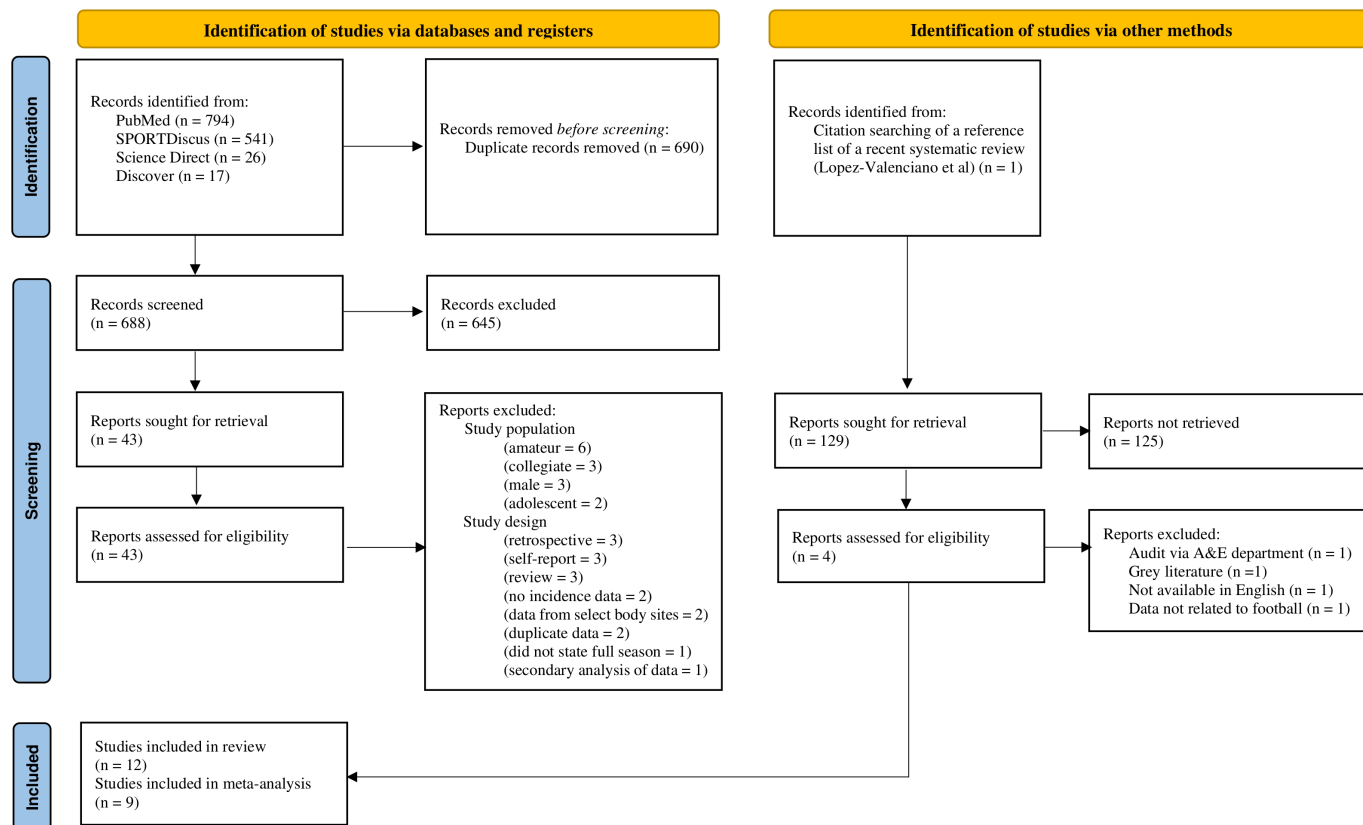 Identification of studies via databases and registers
Identification of studies via other methods
Identification
Records identified from:
PubMed (n = 794)
SPORTDiscus (n = 541)
Science Direct (n = 26)
Discover (n = 17)
Records removed before screening:
Duplicate records removed (n = 690)
Records identified from:
Citation searching of a reference
list of a recent systematic review
(Lopez-Valenciano et al) (n = 1)
Screening
Records screened
(n = 688)
Records excluded
(n = 645)
Reports sought for retrieval
(n = 43)
Reports assessed for eligibility
(n = 43)
Reports excluded:
Study population
(amateur = 6)
(collegiate = 3)
(male = 3)
(adolescent = 2)
Study design
(retrospective = 3)
(self-report = 3)
(review = 3)
(no incidence data = 2)
(data from select body sites = 2)
(duplicate data = 2)
(did not state full season = 1)
(secondary analysis of data = 1)
Reports sought for retrieval
(n = 129)
Reports not retrieved
(n = 125)
Reports assessed for eligibility
(n = 4)
Reports excluded:
Audit via A&E department (n = 1)
Grey literature (n =1)
Not available in English (n = 1)
Data not related to football (n = 1)
Included
Studies included in review
(n = 12)
Studies included in meta-analysis
(n = 9)